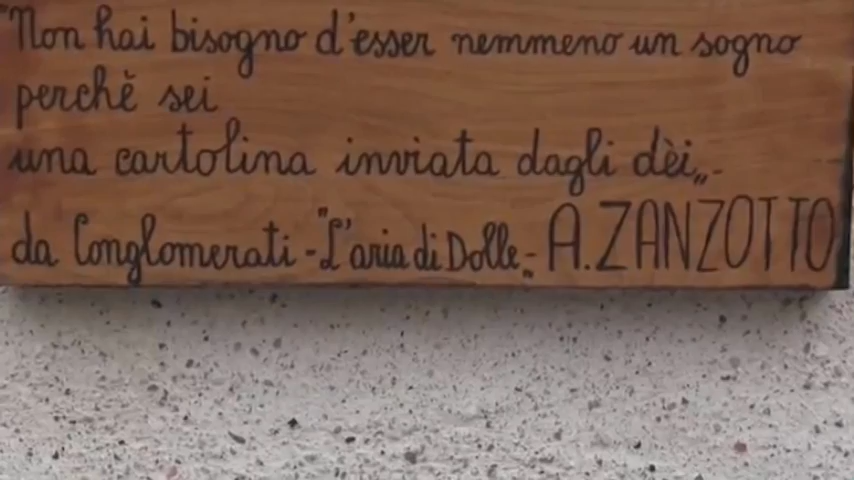 "Non hai bisogno d'esser nemmeno un sogno
perchè sei
una cartolina inviata dagli dèi„-
da Conglomerati - "L'aria di Dolle„- A. ZANZOTTO